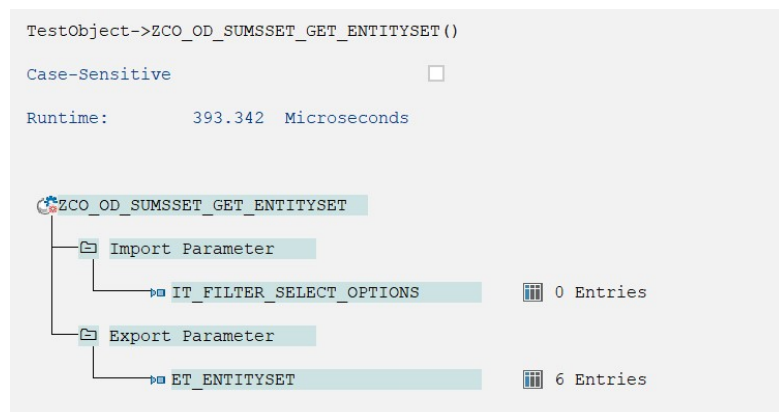 TestObject->ZCO_OD_SUMSSET_GET_ENTITYSET()
Case-Sensitive
Runtime: 393.342 Microseconds
ZCO_OD_SUMSSET_GET_ENTITYSET
Import Parameter
IT_FILTER_SELECT_OPTIONS 0 Entries
Export Parameter
ET_ENTITYSET 6 Entries